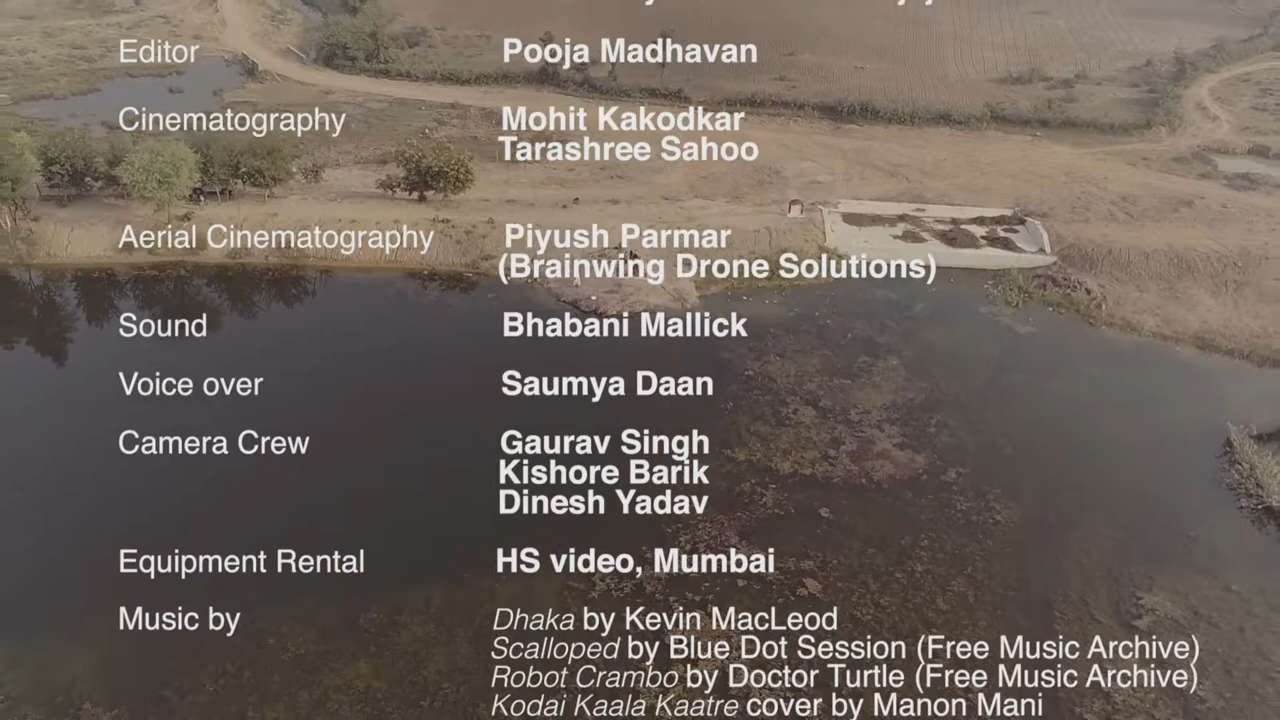 Editor Pooja Madhavan
Cinematography Mohit Kakodkar
Tarashree Sahoo
Aerial Cinematography Piyush Parmar
(Brainwing Drone Solutions)
Sound Bhabani Mallick
Voice over Saumya Daan
Camera Crew Gaurav Singh
Kishore Barik
Dinesh Yadav
Equipment Rental HS video, Mumbai
Music by Dhaka by Kevin MacLeod
Scalloped by Blue Dot Session (Free Music Archive)
Robot Crambo by Doctor Turtle (Free Music Archive)
Kodai Kaala Kaatre cover by Manon Mani